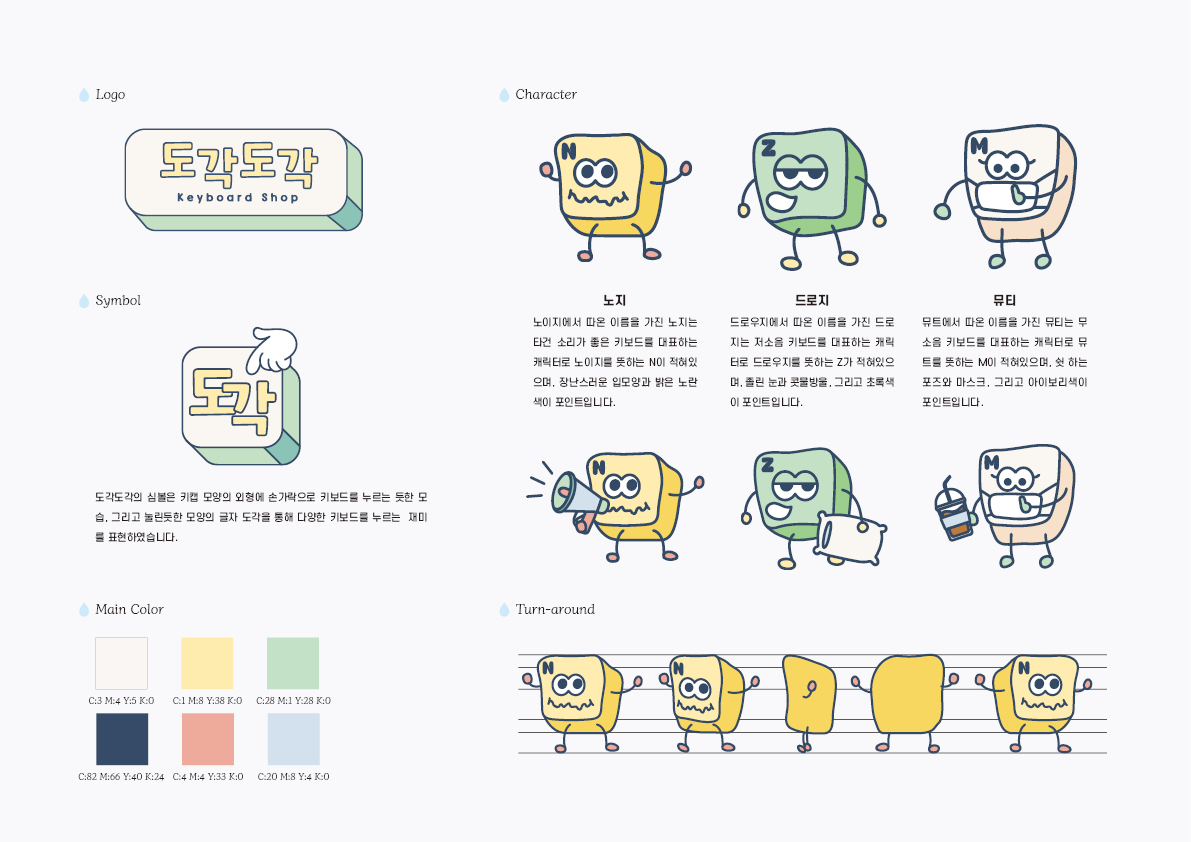 Logo
도각도각
Keyboard Shop
Symbol
도각
도각도각의 심볼은 키캡 모양의 외형에 손가락으로 키보드를 누르는 듯한 모
습, 그리고 눌린듯한 모양의 글자 도각을 통해 다양한 키보드를 누르는 재미
를 표현하였습니다.
Main Color
C:3 M:4 Y:5 K:0
C:1 M:8 Y:38 K:0
C:28 M:1 Y:28 K:0
C:82 M:66 Y:40 K:24
C:4 M:4 Y:33 K:0
C:20 M:8 Y:4 K:0
Character
N
Z
M
노지
노이지에서 따온 이름을 가진 노지는
타건 소리가 좋은 키보드를 대표하는
캐릭터로 노이지를 뜻하는 N이 적혀있
으며, 장난스러운 입모양과 밝은 노란
색이 포인트입니다.
드로지
드로우지에서 따온 이름을 가진 드로
지는 저소음 키보드를 대표하는 캐릭
터로 드로우지를 뜻하는 Z가 적혀있으
며, 졸린 눈과 콧물방울, 그리고 초록색
이 포인트입니다.
뮤티
뮤트에서 따온 이름을 가진 뮤티는 무
소음 키보드를 대표하는 캐릭터로 뮤
트를 뜻하는 M이 적혀있으며, 쉿 하는
포즈와 마스크, 그리고 아이보리색이
포인트입니다.
N
Z
M
Turn-around
N
N
N